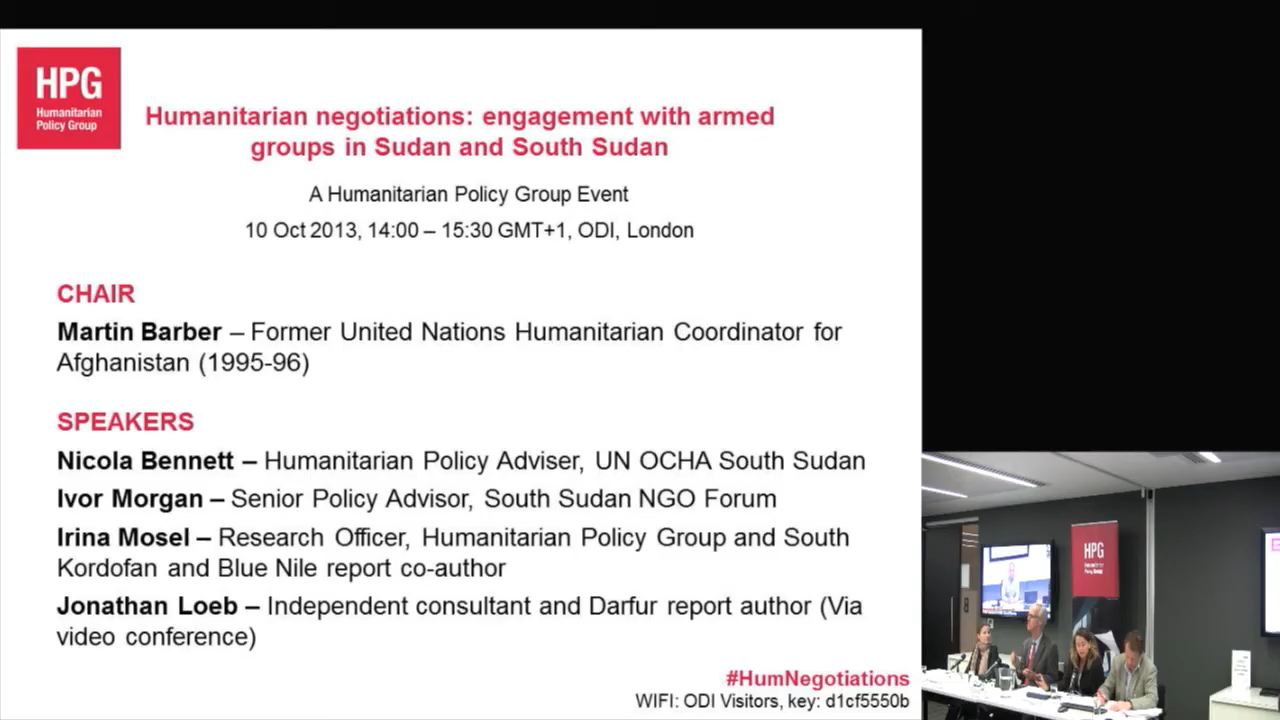 HPG
Humanitarian
Policy Group
Humanitarian negotiations: engagement with armed
groups in Sudan and South Sudan
A Humanitarian Policy Group Event
10 Oct 2013, 14:00 – 15:30 GMT+1, ODI, London
CHAIR
Martin Barber – Former United Nations Humanitarian Coordinator for
Afghanistan (1995-96)
SPEAKERS
Nicola Bennett – Humanitarian Policy Adviser, UN OCHA South Sudan
Ivor Morgan – Senior Policy Advisor, South Sudan NGO Forum
Irina Mosel – Research Officer, Humanitarian Policy Group and South
Kordofan and Blue Nile report co-author
Jonathan Loeb – Independent consultant and Darfur report author (Via
video conference)
#HumNegotiations
WIFI: ODI Visitors, key: d1cf5550b
HPG
Humanitarian
Policy Group